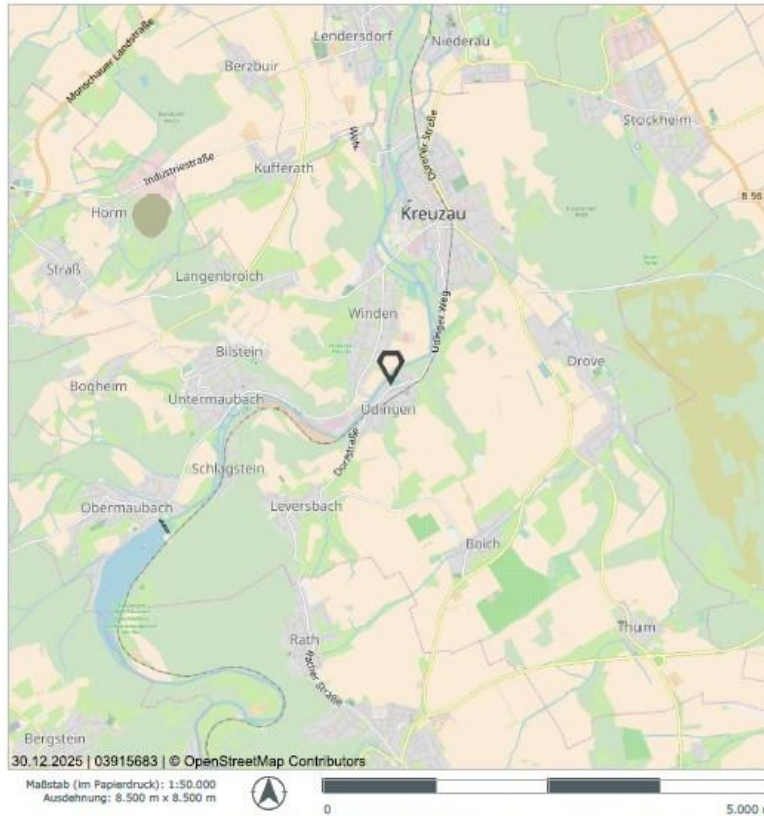 Lendersdorf
Niederau
Berzbuir
Monschauer Landstraße
Stockheim
Dürener Straße
Industriestraße
Kufferath
B 56
Horm
Kreuzau
Straß
Langenbroich
Winden
Üdinger Weg
Bilstein
Drove
Bogheim
Untermaubach
Üdingen
Dorfstraße
Schlagstein
Obermaubach
Leversbach
Boich
Rath
Thum
Rather Straße
Bergstein
30.12.2025 | 03915683 | © OpenStreetMap Contributors
Maßstab (im Papierdruck): 1:50.000
Ausdehnung: 8.500 m x 8.500 m
0
5.000